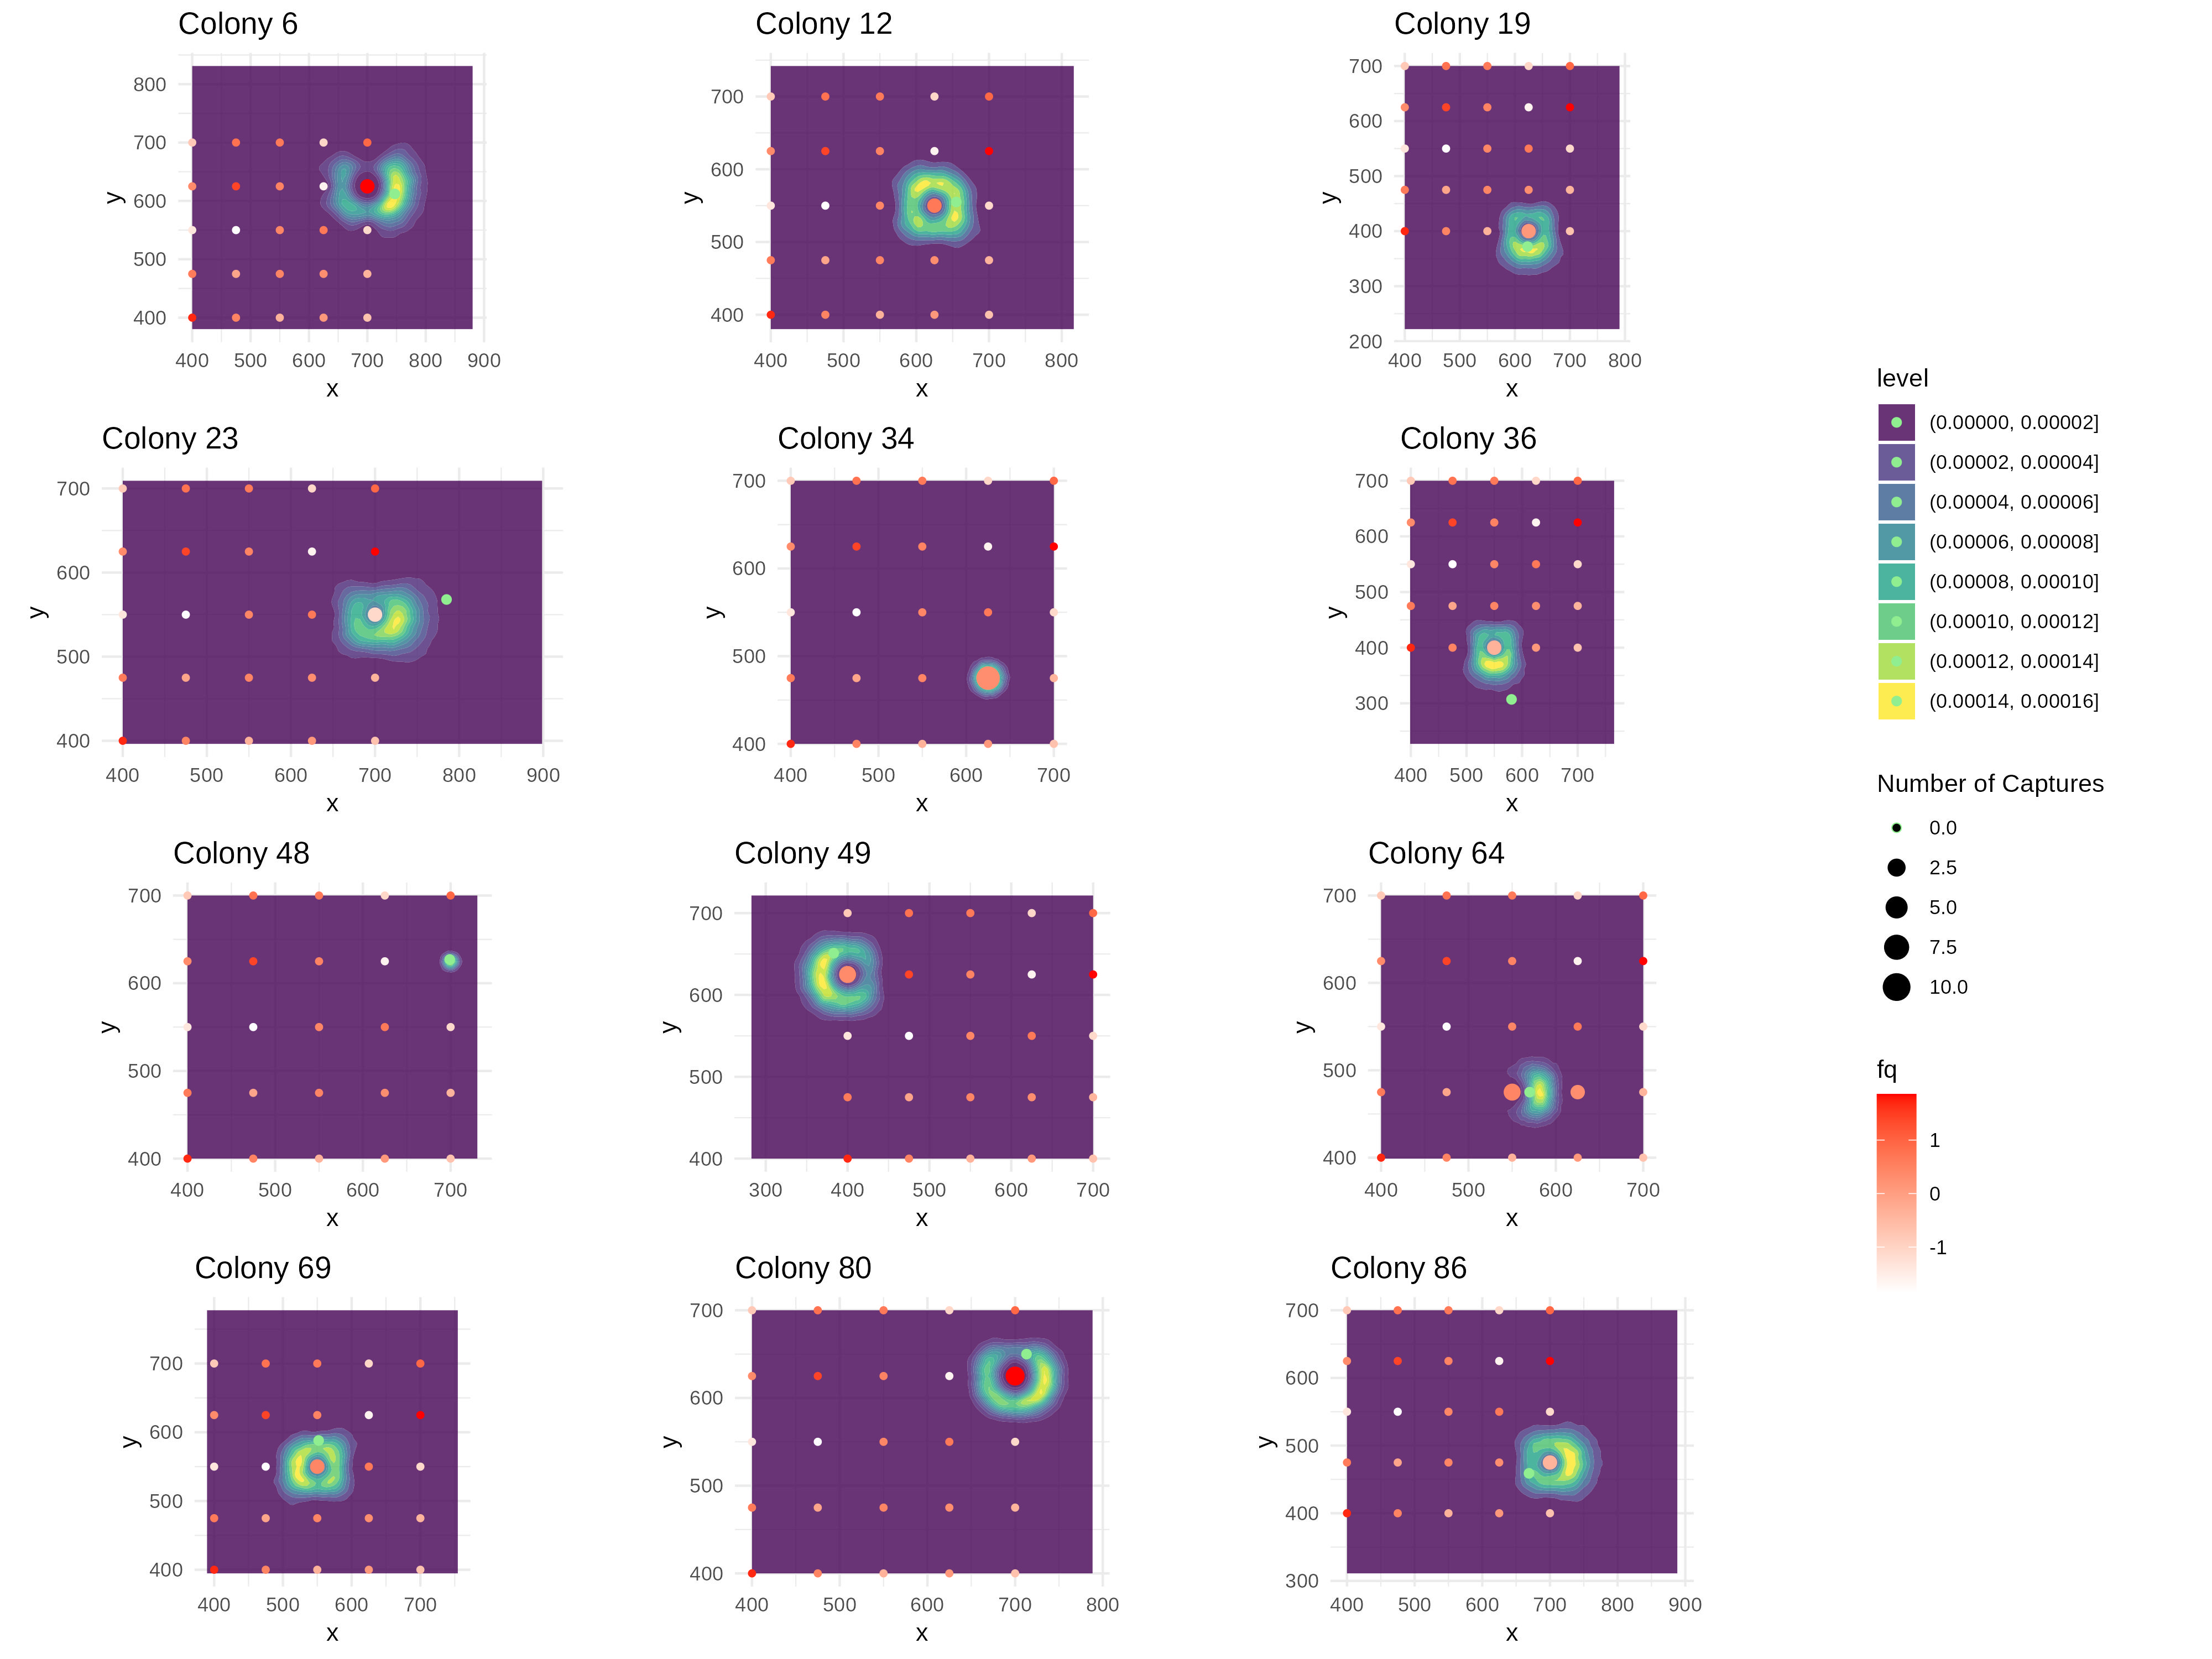 Colony 6
800
700
600
500
400
y
400 500 600 700 800 900
x
Colony 12
700
600
500
400
y
400 500 600 700 800
x
Colony 19
700
600
500
400
300
200
y
400 500 600 700 800
x
Colony 23
700
600
500
400
y
400 500 600 700 800 900
x
Colony 34
700
600
500
400
y
400 500 600 700
x
Colony 36
700
600
500
400
300
y
400 500 600 700
x
Colony 48
700
600
500
400
y
400 500 600 700
x
Colony 49
700
600
500
400
y
300 400 500 600 700
x
Colony 64
700
600
500
400
y
400 500 600 700
x
Colony 69
700
600
500
400
y
400 500 600 700
x
Colony 80
700
600
500
400
y
400 500 600 700 800
x
Colony 86
700
600
500
400
300
y
400 500 600 700 800 900
x
level
(0.00000, 0.00002]
(0.00002, 0.00004]
(0.00004, 0.00006]
(0.00006, 0.00008]
(0.00008, 0.00010]
(0.00010, 0.00012]
(0.00012, 0.00014]
(0.00014, 0.00016]
Number of Captures
0.0
2.5
5.0
7.5
10.0
fq
1
0
-1